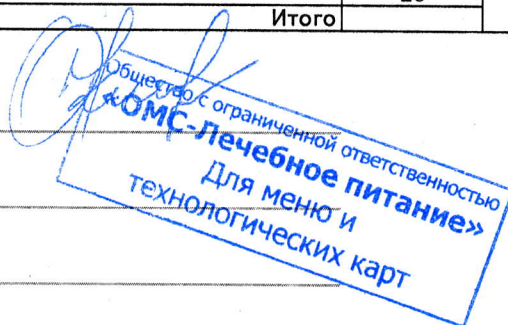 Итого
Общество с ограниченной ответственностью
«ОМС-Лечебное питание»
Для меню и
технологических карт